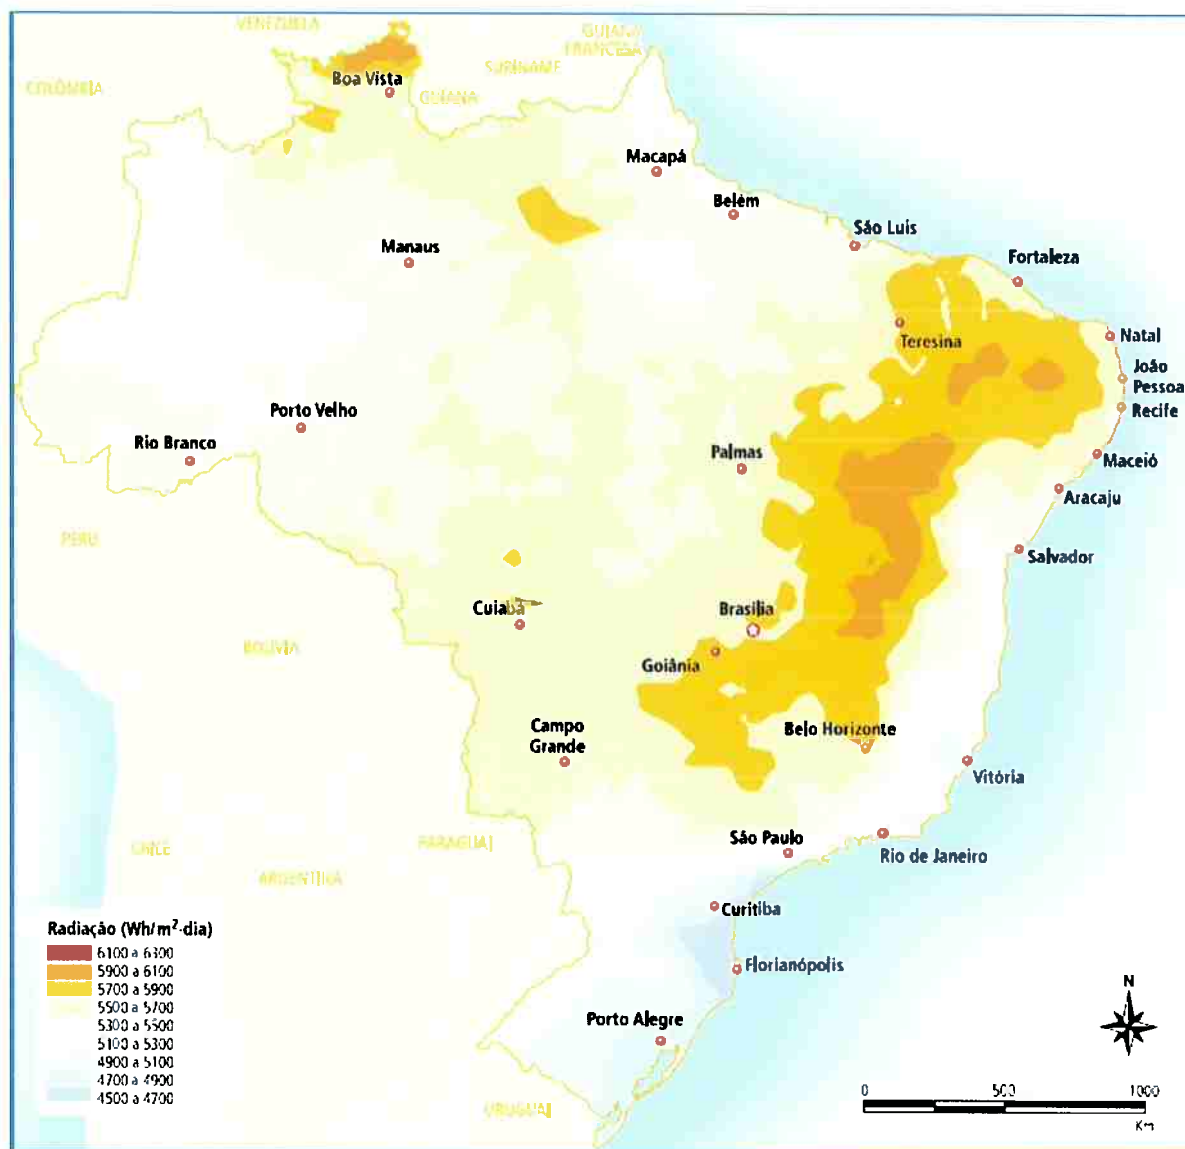 VENEZUELA
GUIANA
FRANCESA
SURINAME
COLÔMBIA
Boa Vista
GUIANA
Macapá
Belém
São Luís
Manaus
Fortaleza
Teresina
Natal
João
Pessoa
Recife
Porto Velho
Rio Branco
Palmas
Maceió
Aracaju
PERU
Salvador
Cuiabá
Brasília
BOLÍVIA
Goiânia
Campo
Grande
Belo Horizonte
Vitória
CHILE
PARAGUAI
São Paulo
Rio de Janeiro
ARGENTINA
Curitiba
Radiação (Wh/m²·dia)
6100 a 6300
5900 a 6100
5700 a 5900
5500 a 5700
5300 a 5500
5100 a 5300
4900 a 5100
4700 a 4900
4500 a 4700
Florianópolis
N
Porto Alegre
URUGUAI
0 500 1000
Km